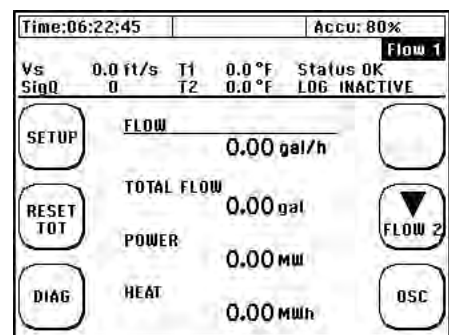 Time:06:22:45 Accu: 80%
Flow 1
Vs 0.0 ft/s T1 0.0 °F Status OK
SigQ 0 T2 0.0 °F LOG INACTIVE
SETUP
FLOW
0.00 gal/h
RESET TOT
TOTAL FLOW
0.00 gal
FLOW 2
POWER
0.00 MW
DIAG
HEAT
0.00 MWh
OSC